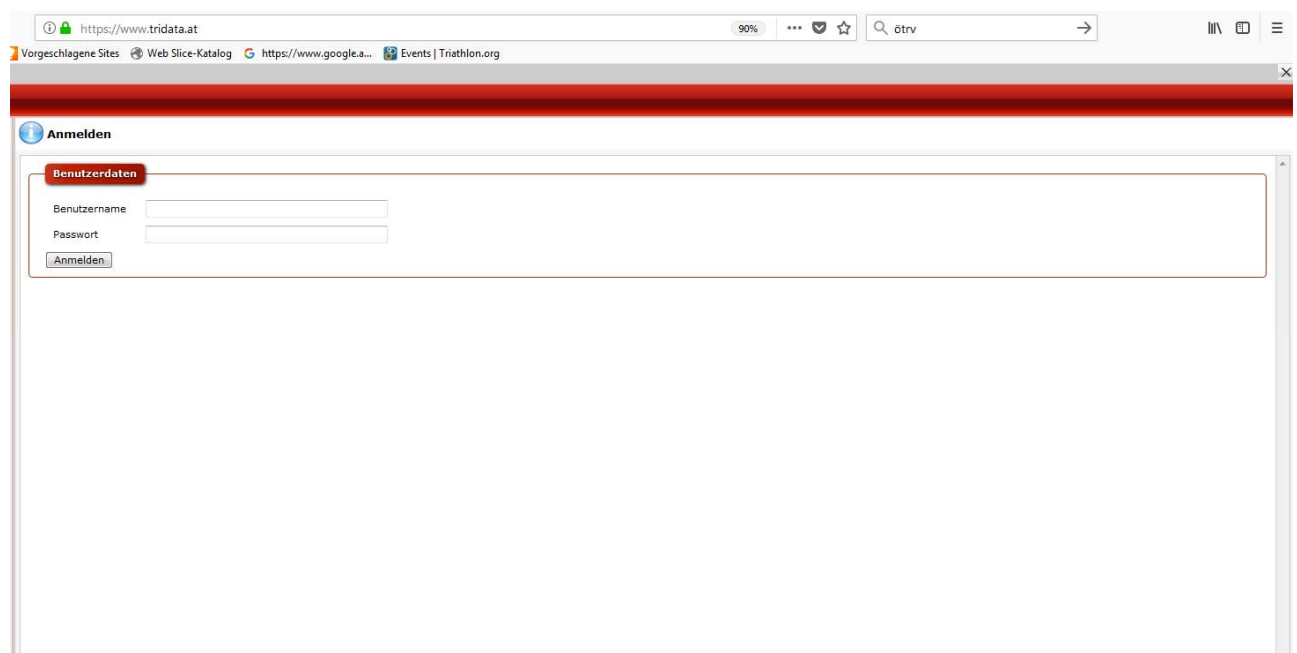 https://www.tridata.at 90% ötrv
Vorgeschlagene Sites Web Slice-Katalog https://www.google.a... Events | Triathlon.org
Anmelden
Benutzerdaten
Benutzername
Passwort
Anmelden